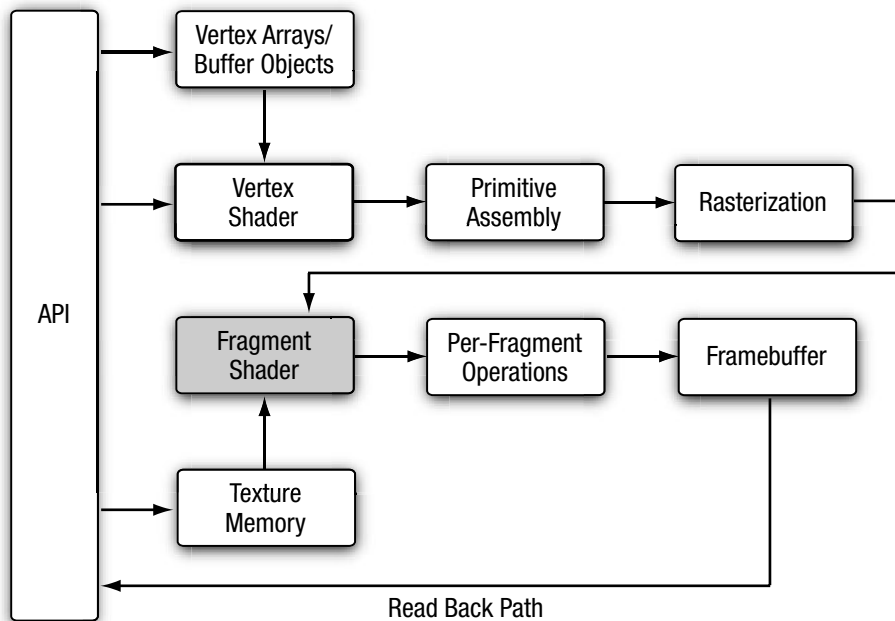 Vertex Arrays/
Buffer Objects
Vertex
Shader
Primitive
Assembly
Rasterization
API
Fragment
Shader
Per-Fragment
Operations
Framebuffer
Texture
Memory
Read Back Path